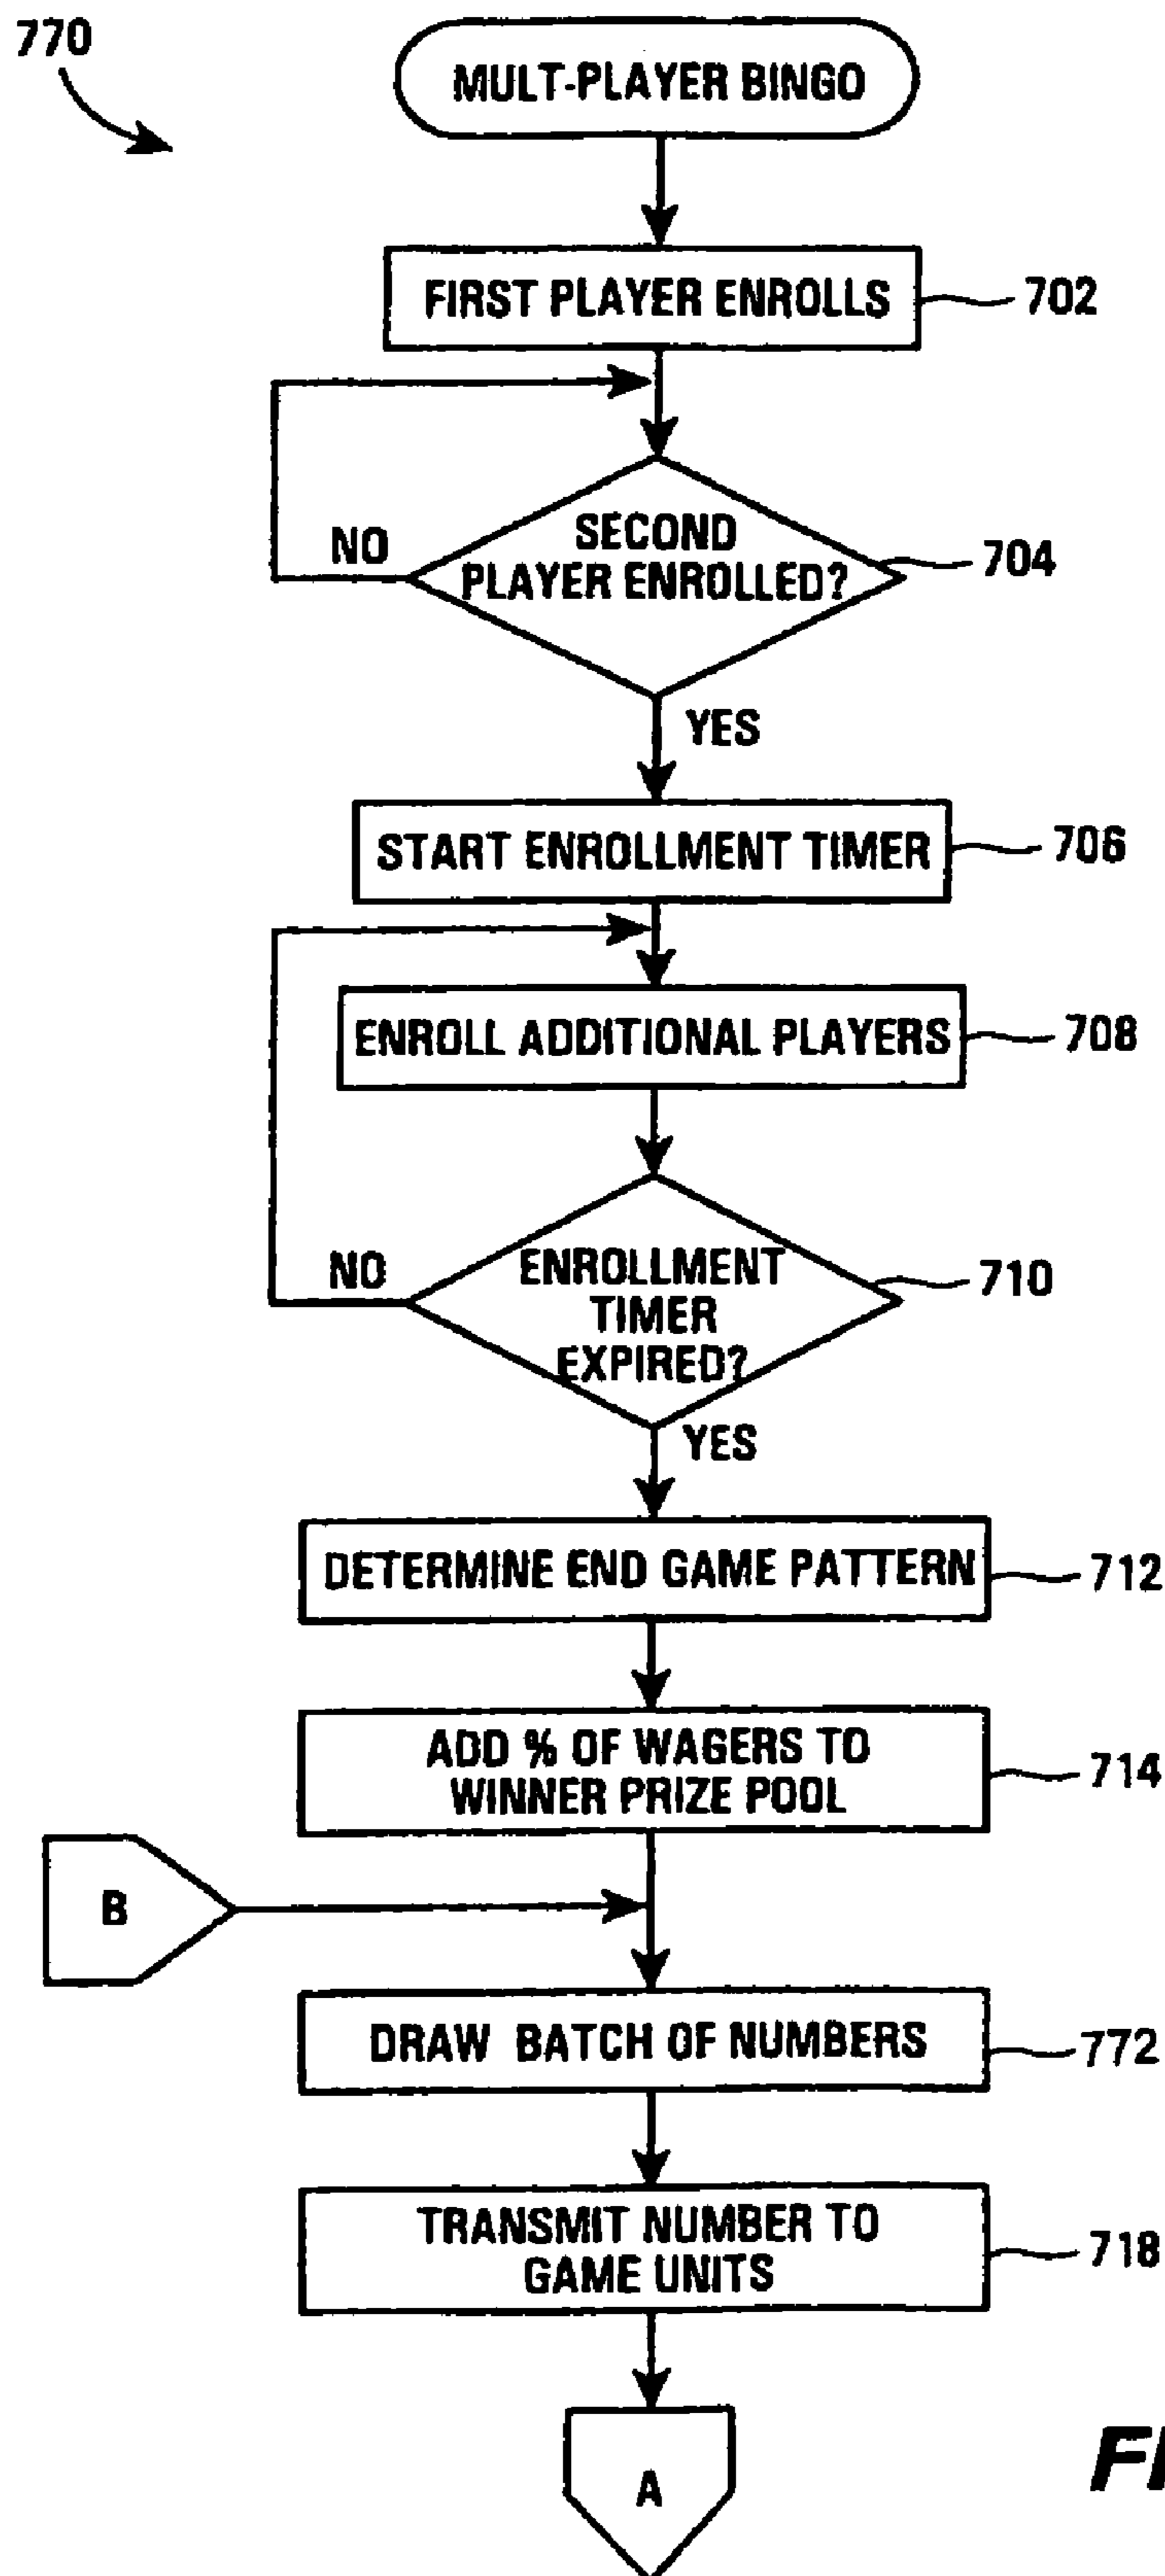 770
MULT-PLAYER BINGO
FIRST PLAYER ENROLLS
702
SECOND
PLAYER ENROLLED?
704
NO
YES
START ENROLLMENT TIMER
706
ENROLL ADDITIONAL PLAYERS
708
ENROLLMENT
TIMER
EXPIRED?
710
NO
YES
DETERMINE END GAME PATTERN
712
ADD % OF WAGERS TO
WINNER PRIZE POOL
714
B
DRAW BATCH OF NUMBERS
772
TRANSMIT NUMBER TO
GAME UNITS
718
A